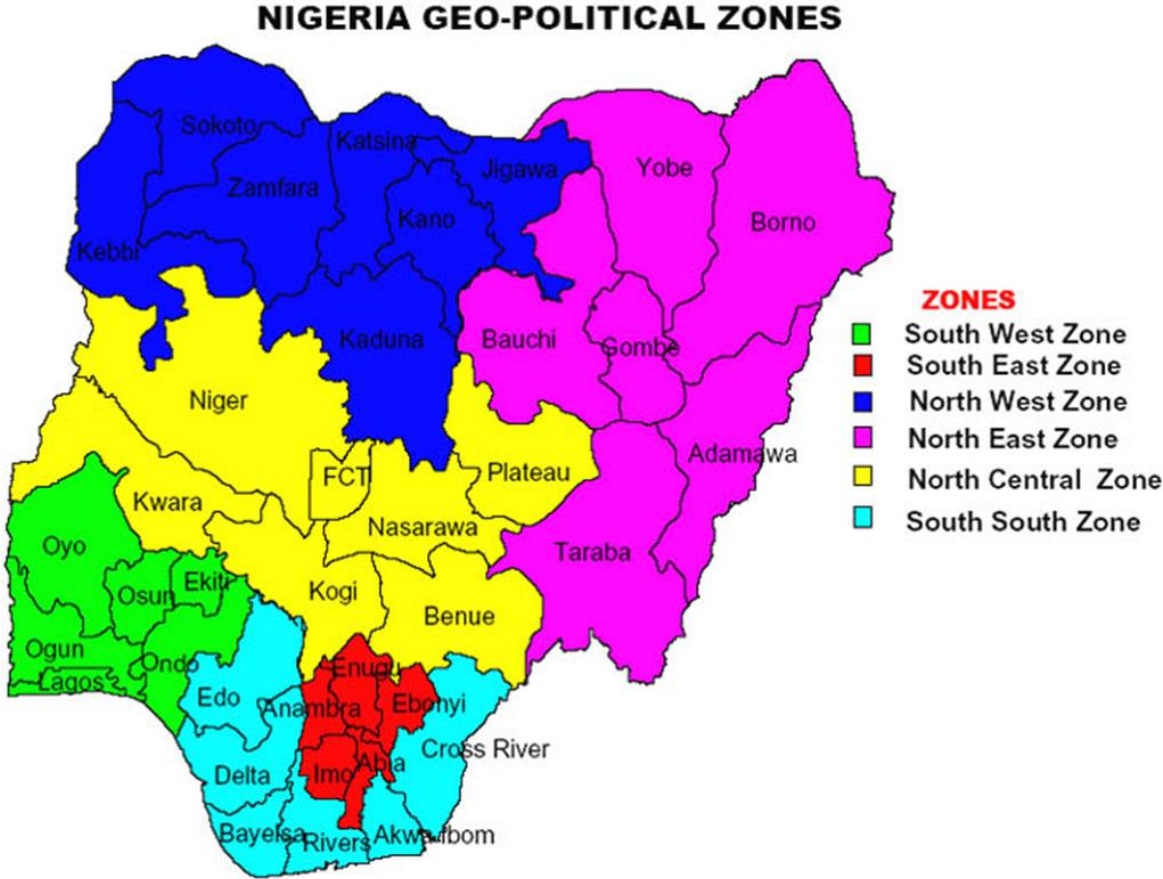 NIGERIA GEO-POLITICAL ZONES
Sokoto
Katsina
Jigawa
Yobe
Zamfara
Kano
Borno
Kebbi
Kaduna
Bauchi
Gombe
Niger
Adamawa
FCT
Plateau
Kwara
Nasarawa
Oyo
Taraba
Ekiti
Osun
Kogi
Benue
Ogun
Ondo
Lagos
Enugu
Edo
Anambra
Ebonyi
Cross River
Delta
Imo
Abia
Bayelsa
Rivers
Akwa-Ibom
ZONES
South West Zone
South East Zone
North West Zone
North East Zone
North Central Zone
South South Zone